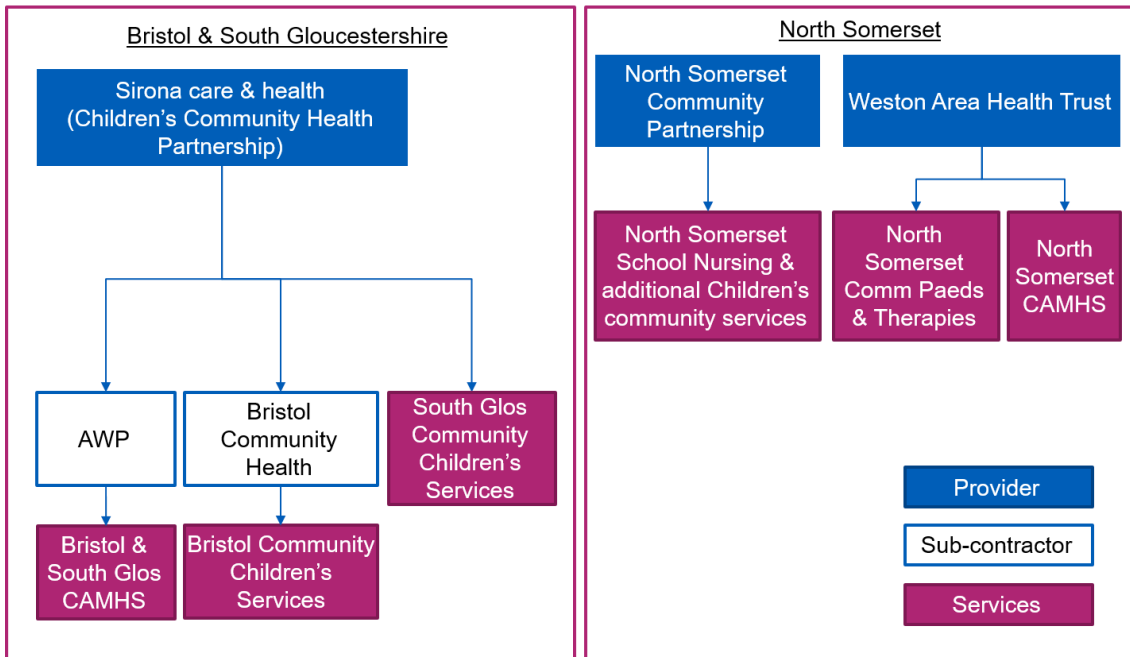 Bristol & South Gloucestershire
Sirona care & health
(Children’s Community Health
Partnership)
AWP
Bristol
Community
Health
South Glos
Community
Children’s
Services
Bristol &
South Glos
CAMHS
Bristol Community
Children’s
Services
North Somerset
North Somerset
Community
Partnership
Weston Area Health Trust
North Somerset
School Nursing &
additional Children’s
community services
North
Somerset
Comm Paeds
& Therapies
North
Somerset
CAMHS
Provider
Sub-contractor
Services